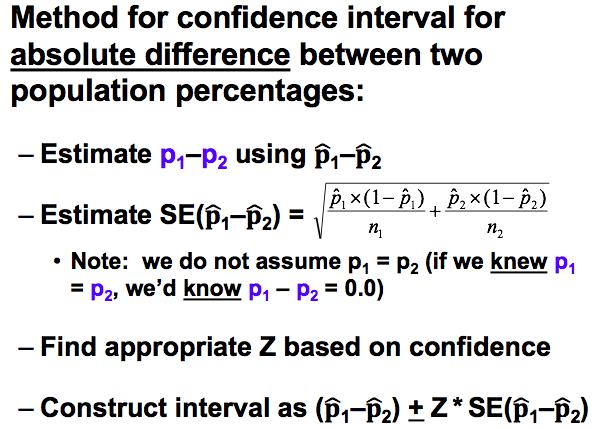 Method for confidence interval for
absolute difference between two
population percentages:
– Estimate p₁–p₂ using p̂₁–p̂₂
– Estimate SE(p̂₁–p̂₂) = √(p̂₁×(1−p̂₁)/n₁ + p̂₂×(1−p̂₂)/n₂)
• Note: we do not assume p₁ = p₂ (if we knew p₁
= p₂, we'd know p₁ – p₂ = 0.0)
– Find appropriate Z based on confidence
– Construct interval as (p̂₁–p̂₂) ± Z* SE(p̂₁–p̂₂)